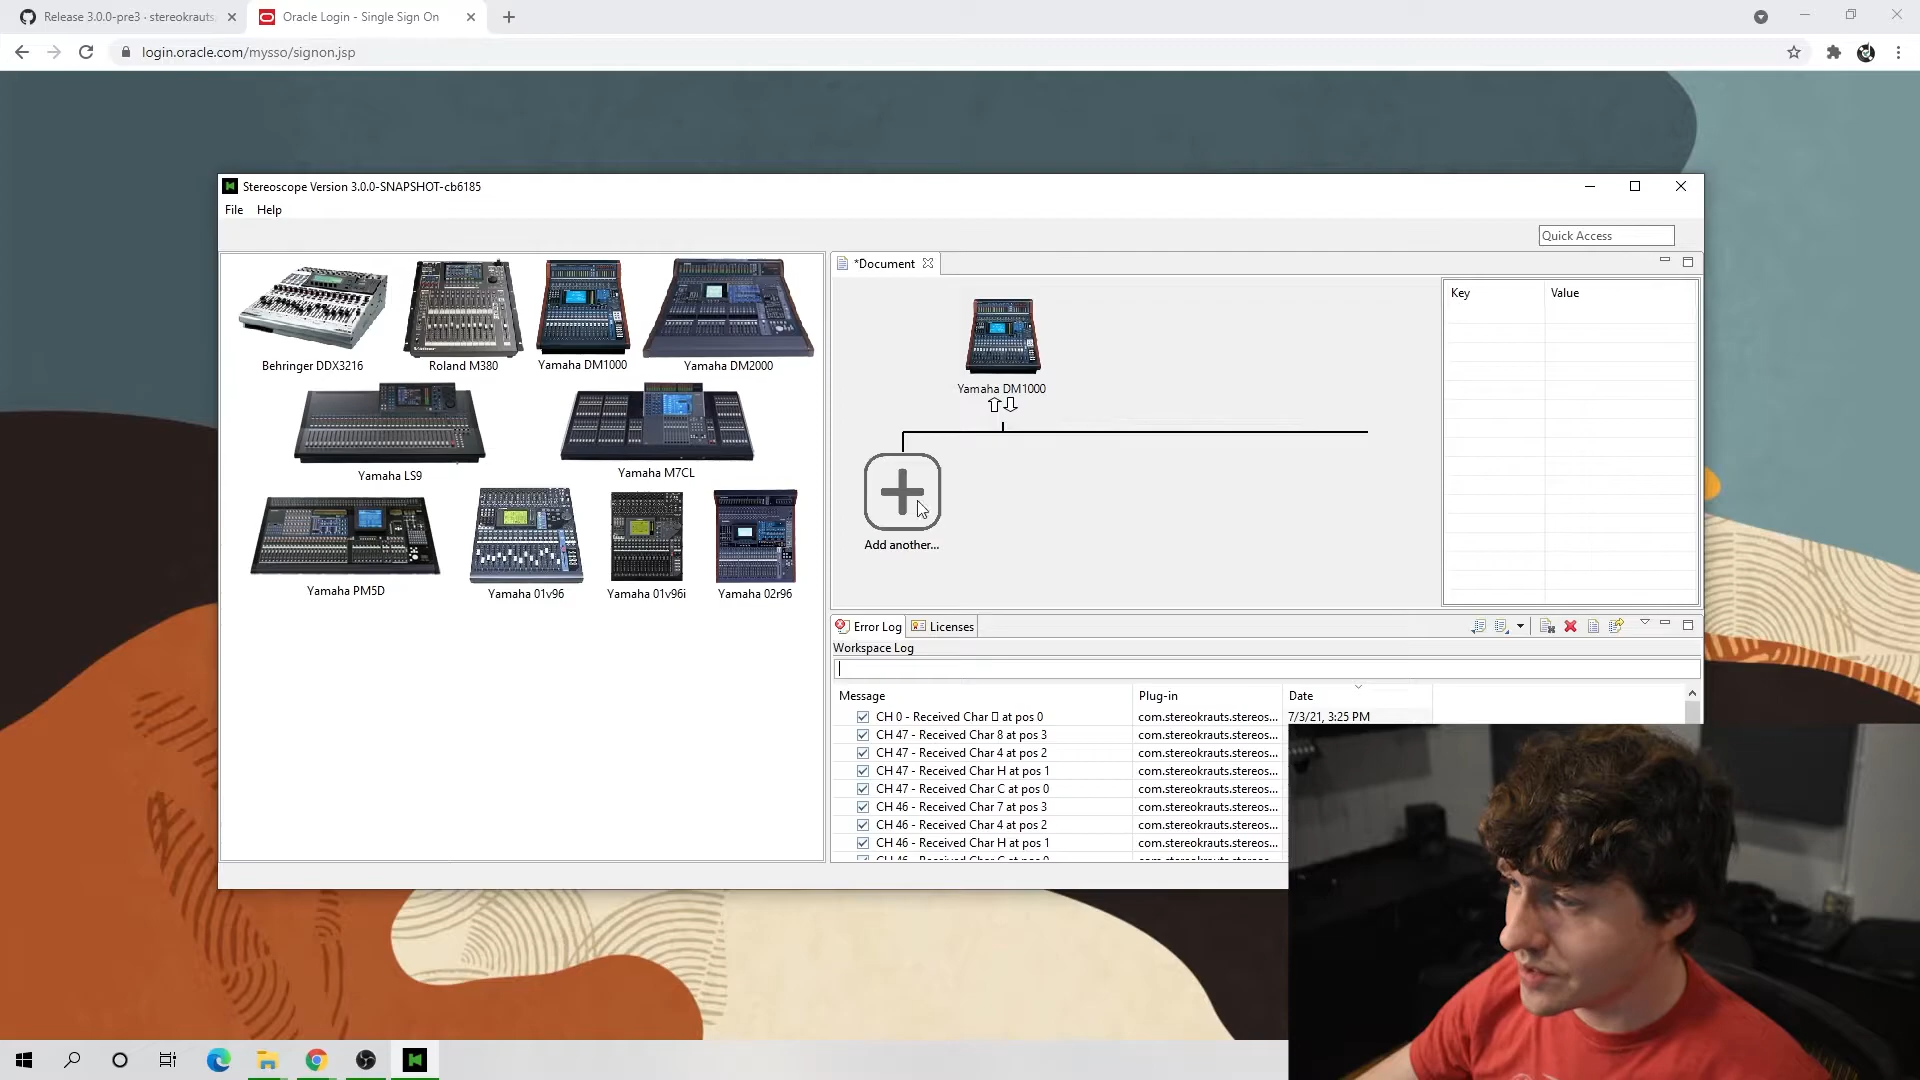 Release 3.0.0-pre3 · stereokrauts
Oracle Login - Single Sign On
login.oracle.com/mysso/signon.jsp
Stereoscope Version 3.0.0-SNAPSHOT-cb6185
File Help
Quick Access
*Document
Key Value
Behringer DDX3216
Roland M380
Yamaha DM1000
Yamaha DM2000
Yamaha DM1000
Yamaha LS9
Yamaha M7CL
Add another...
Yamaha PM5D
Yamaha 01v96
Yamaha 01v96i
Yamaha 02r96
Error Log Licenses
Workspace Log
Message Plug-in Date
CH 0 - Received Char at pos 0 com.stereokrauts.stereos... 7/3/21, 3:25 PM
CH 47 - Received Char 8 at pos 3 com.stereokrauts.stereos...
CH 47 - Received Char 4 at pos 2 com.stereokrauts.stereos...
CH 47 - Received Char H at pos 1 com.stereokrauts.stereos...
CH 47 - Received Char C at pos 0 com.stereokrauts.stereos...
CH 46 - Received Char 7 at pos 3 com.stereokrauts.stereos...
CH 46 - Received Char 4 at pos 2 com.stereokrauts.stereos...
CH 46 - Received Char H at pos 1 com.stereokrauts.stereos...